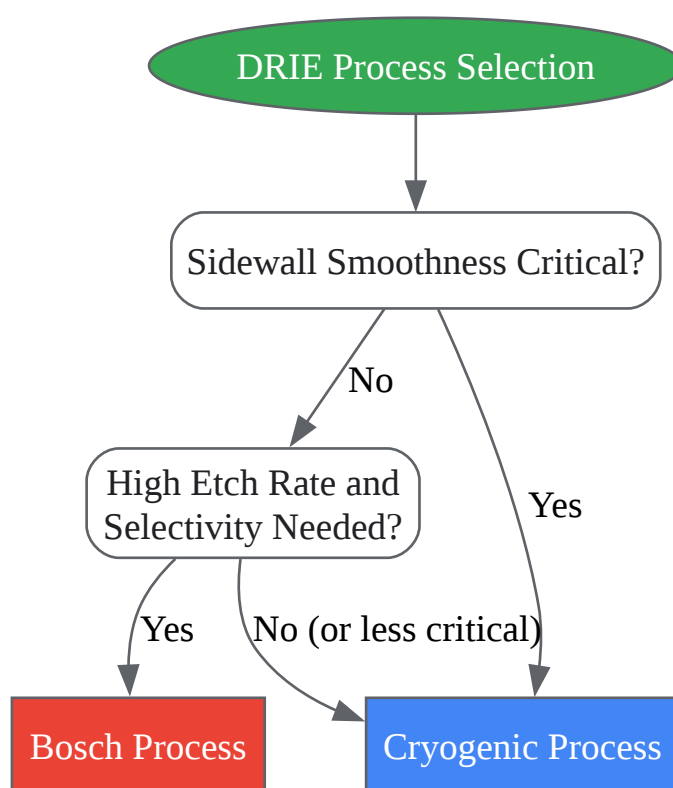 DRIE Process Selection
Sidewall Smoothness Critical?
No
High Etch Rate and
Selectivity Needed?
Yes
Yes
No (or less critical)
Bosch Process
Cryogenic Process